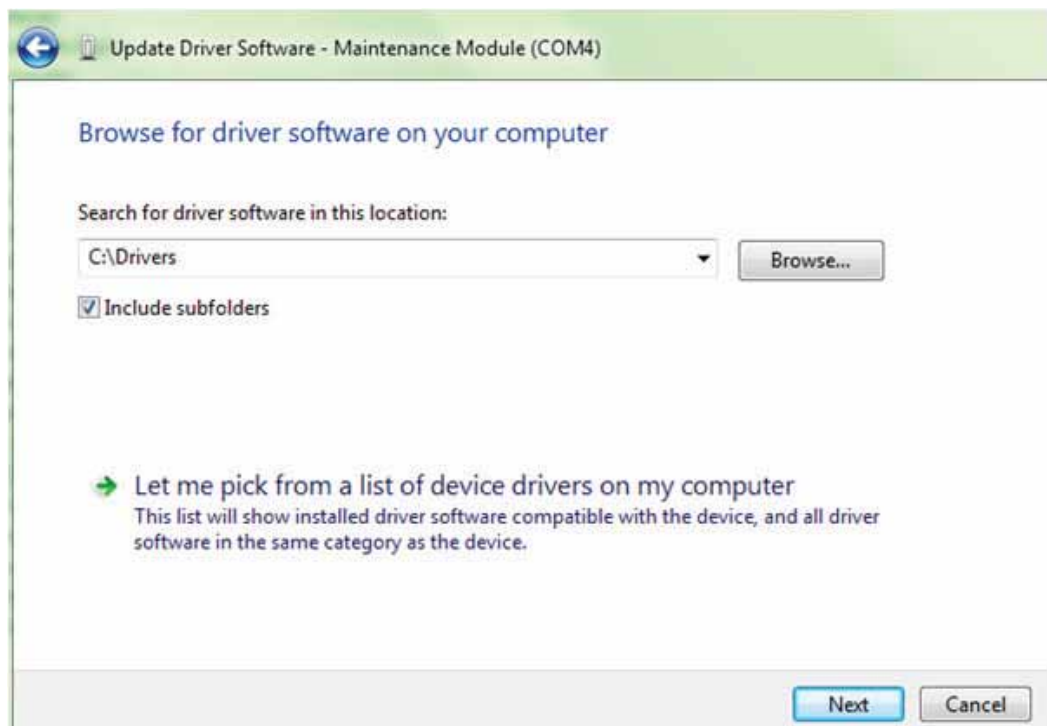 Update Driver Software - Maintenance Module (COM4)
Browse for driver software on your computer
Search for driver software in this location:
C:\Drivers
Browse...
Include subfolders
Let me pick from a list of device drivers on my computer
This list will show installed driver software compatible with the device, and all driver
software in the same category as the device.
Next
Cancel